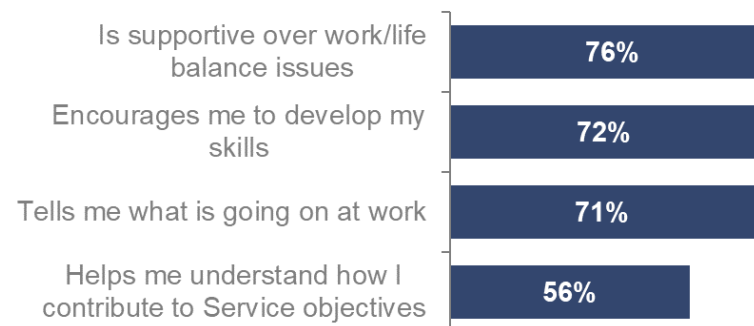 Is supportive over work/life
balance issues
76%
Encourages me to develop my
skills
72%
Tells me what is going on at work
71%
Helps me understand how I
contribute to Service objectives
56%